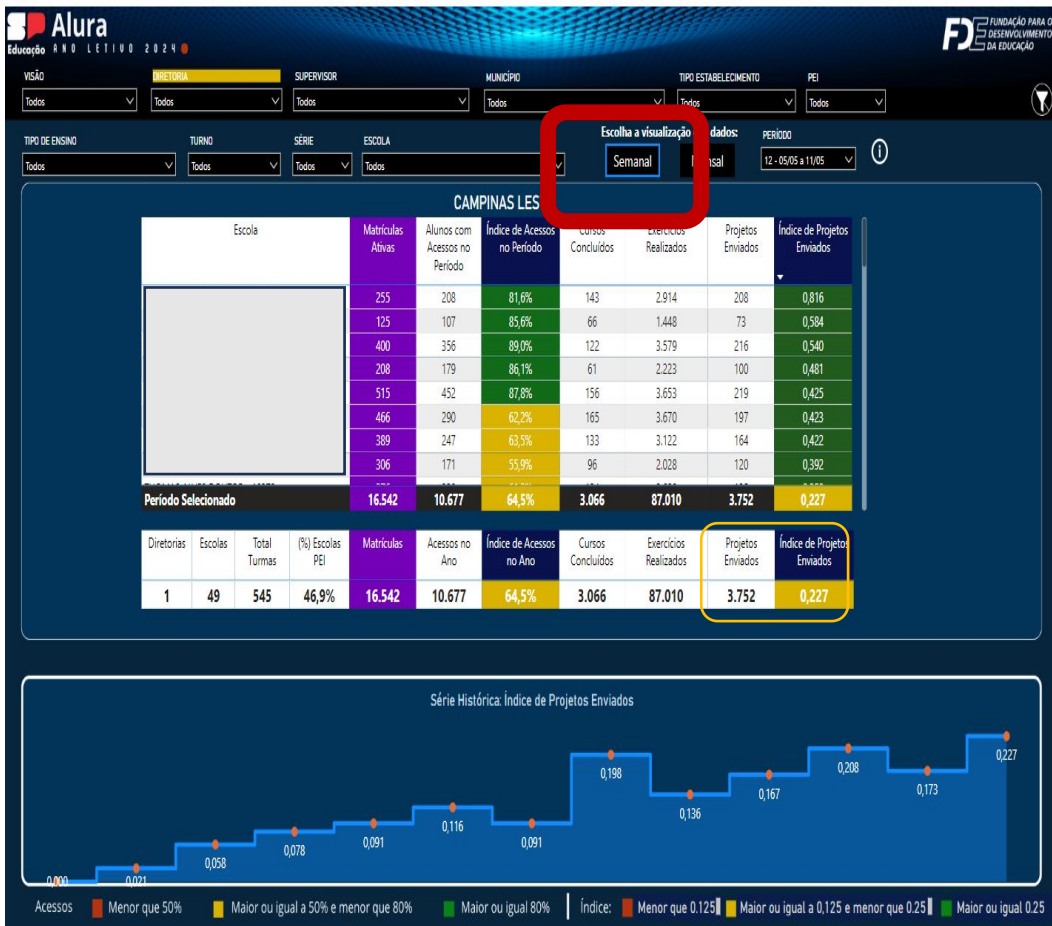 SP Alura
Educação ANO LETIVO 2024
FDE FUNDAÇÃO PARA O
DESENVOLVIMENTO
DA EDUCAÇÃO
VISÃO DIRETORIA SUPERVISOR MUNICÍPIO TIPO ESTABELECIMENTO PEI
Todos Todos Todos Todos Todos Todos
TIPO DE ENSINO TURNO SÉRIE ESCOLA Escolha a visualização dados: PERÍODO
Todos Todos Todos Todos Semanal 12 - 05/05 a 11/05
CAMPINAS LES
Escola Matrículas Alunos com Índice de Acessos Cursos Exercícios Projetos Índice de Projetos
Ativas Acessos no no Período Concluídos Realizados Enviados Enviados
Período
255 208 81,6% 143 2.914 208 0,816
125 107 85,6% 66 1.448 73 0,584
400 356 89,0% 122 3.579 216 0,540
208 179 86,1% 61 2.223 100 0,481
515 452 87,8% 156 3.653 219 0,425
466 290 62,2% 165 3.670 197 0,423
389 247 63,5% 133 3.122 164 0,422
306 171 55,9% 96 2.028 120 0,392
Período Selecionado 16.542 10.677 64,5% 3.066 87.010 3.752 0,227
Diretorias Escolas Total (%) Escolas Matrículas Acessos no Índice de Acessos Cursos Exercícios Projetos Índice de Projetos
Turmas PEI Ano no Ano Concluídos Realizados Enviados Enviados
1 49 545 46,9% 16.542 10.677 64,5% 3.066 87.010 3.752 0,227
Série Histórica: Índice de Projetos Enviados
0,000 0,021 0,058 0,078 0,091 0,116 0,091 0,198 0,136 0,167 0,208 0,173 0,227
Acessos Menor que 50% Maior ou igual a 50% e menor que 80% Maior ou igual 80% Índice: Menor que 0.125 Maior ou igual a 0,125 e menor que 0.25 Maior ou igual 0.25